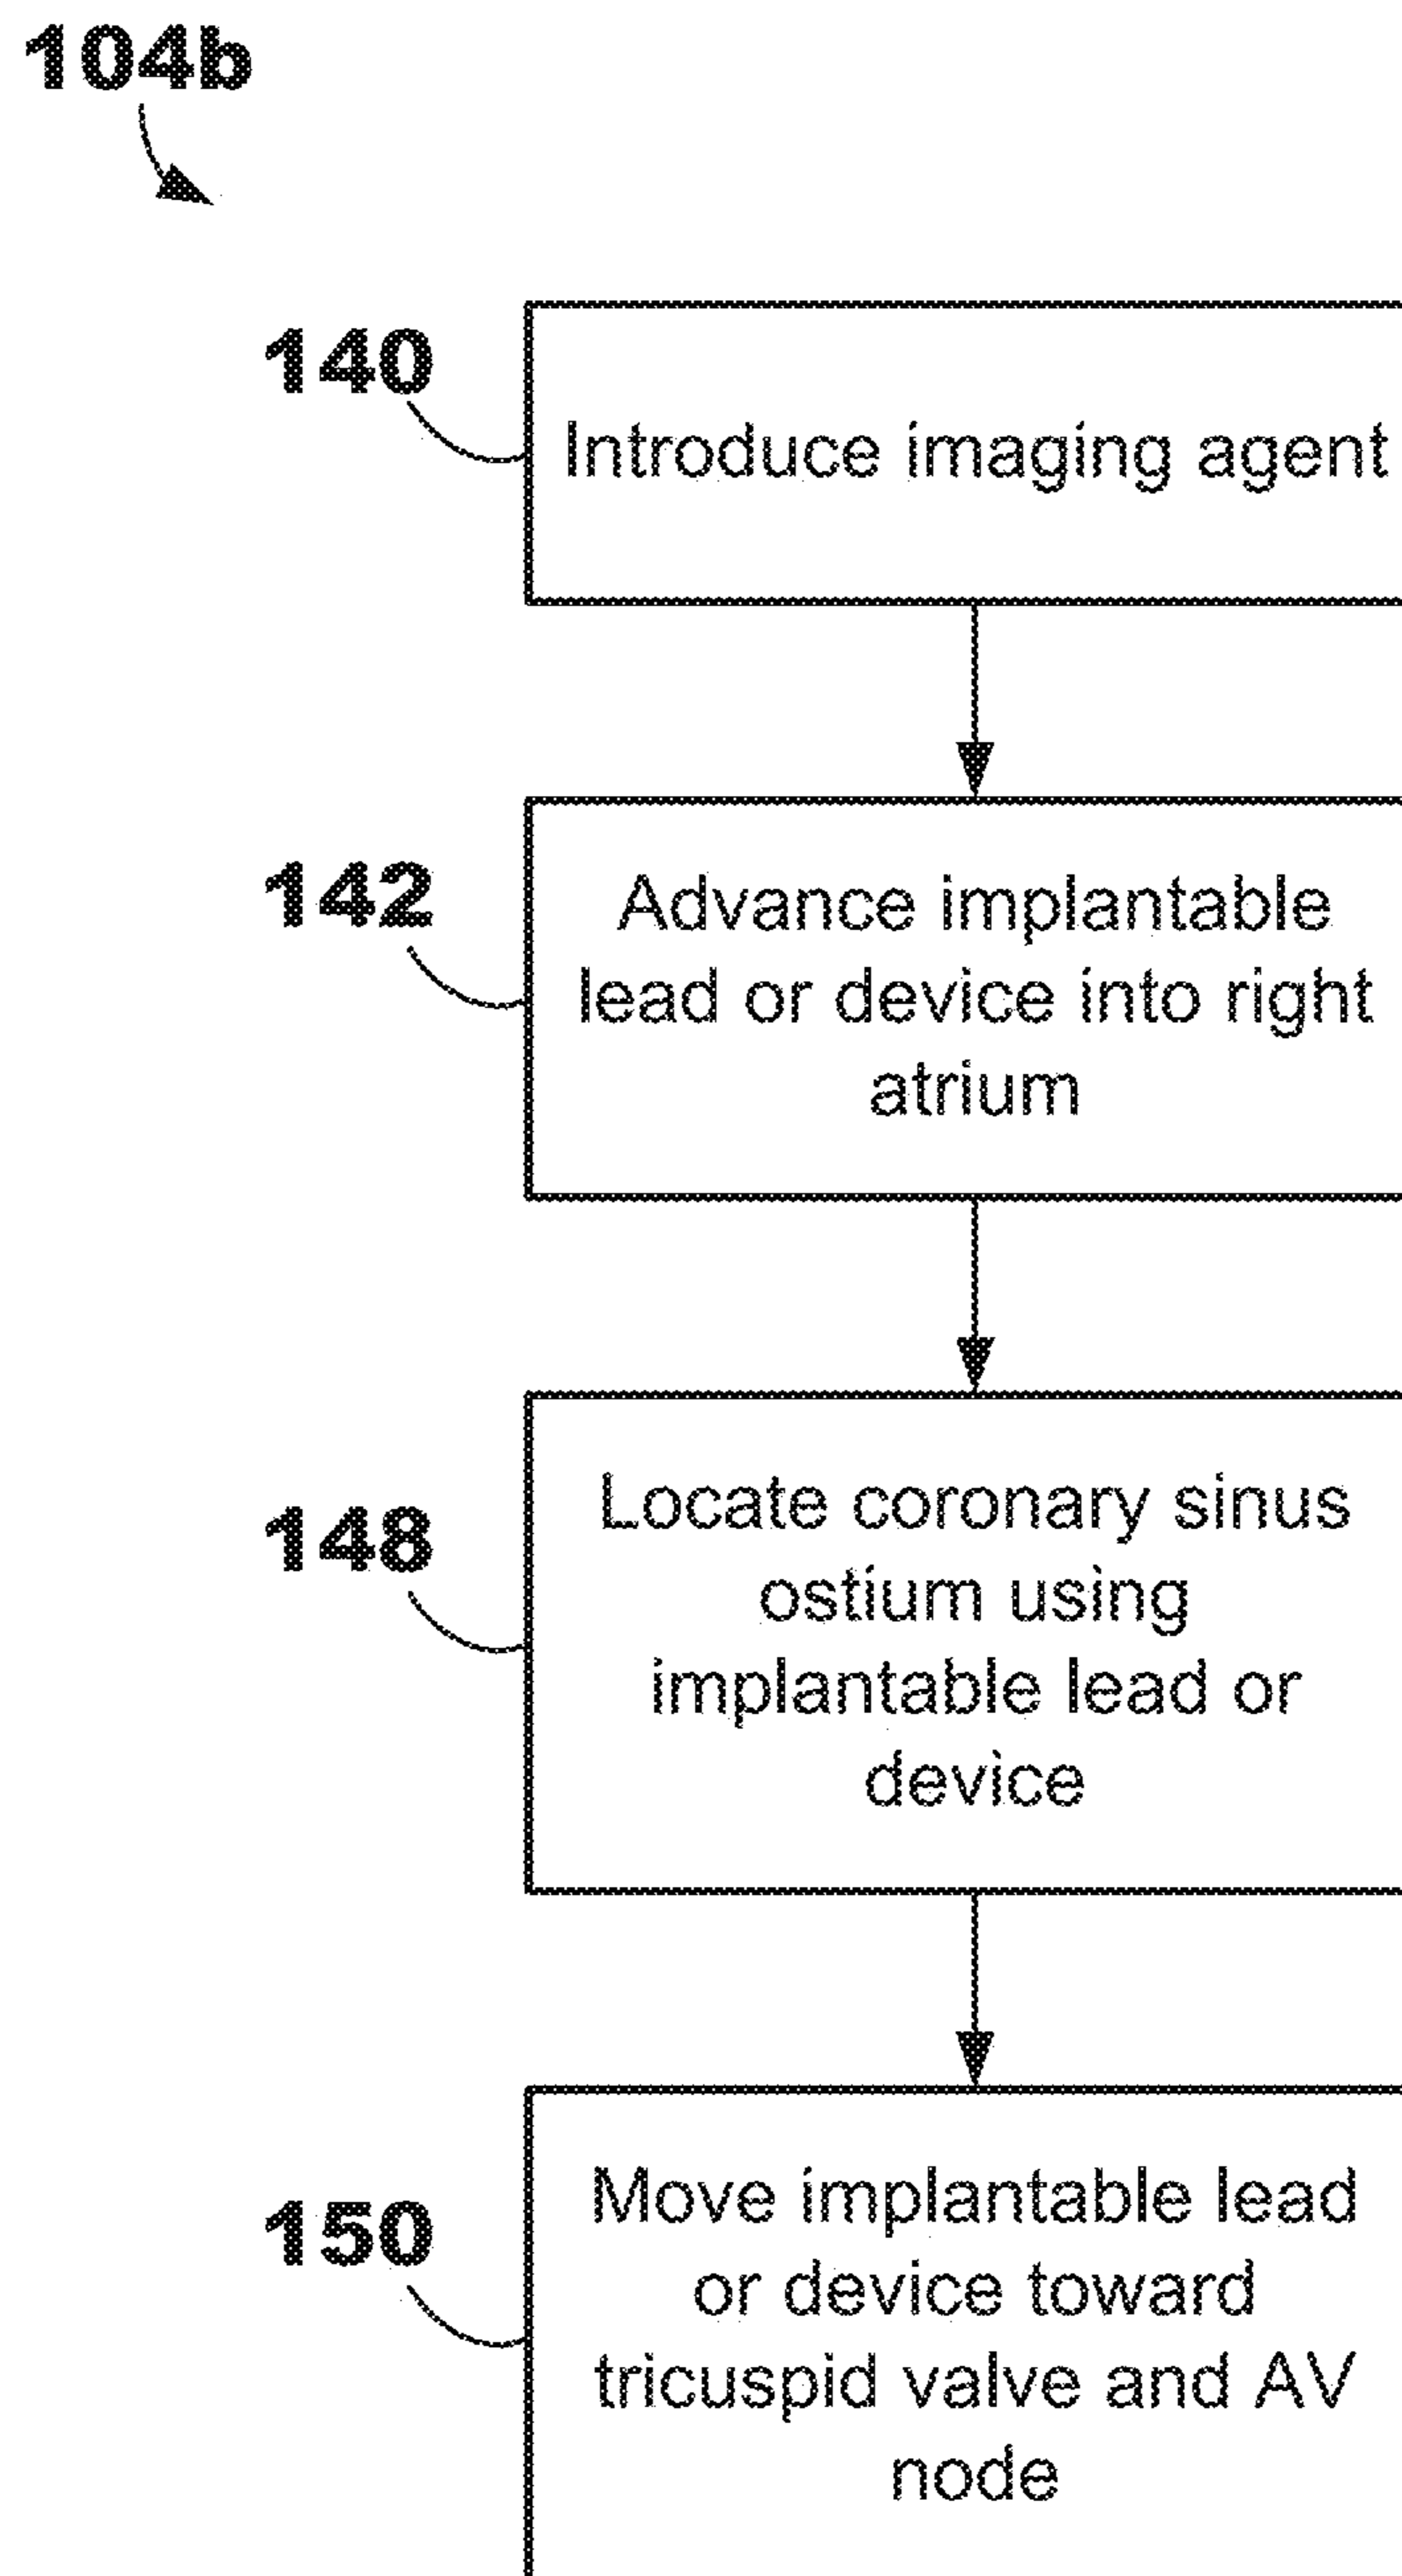 104b
140
Introduce imaging agent
142
Advance implantable
lead or device into right
atrium
148
Locate coronary sinus
ostium using
implantable lead or
device
150
Move implantable lead
or device toward
tricuspid valve and AV
node